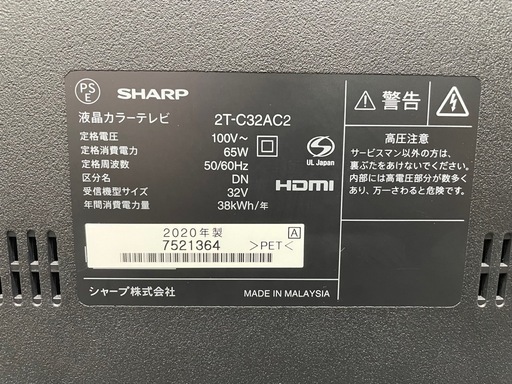 PS
E
SHARP
液晶カラーテレビ 2T-C32AC2
定格電圧 100V～
定格消費電力 65W
定格周波数 50/60Hz
区分名 DN
受信機型サイズ 32V
年間消費電力量 38kWh/年
UL Japan
HDMI
警告
高圧注意
サービスマン以外の方は、
裏ぶたをあけないでください。
内部には高電圧部分が数多く
あり、万一さわると危険です。
2020年製 A
7521364 >PET<
シャープ株式会社 MADE IN MALAYSIA